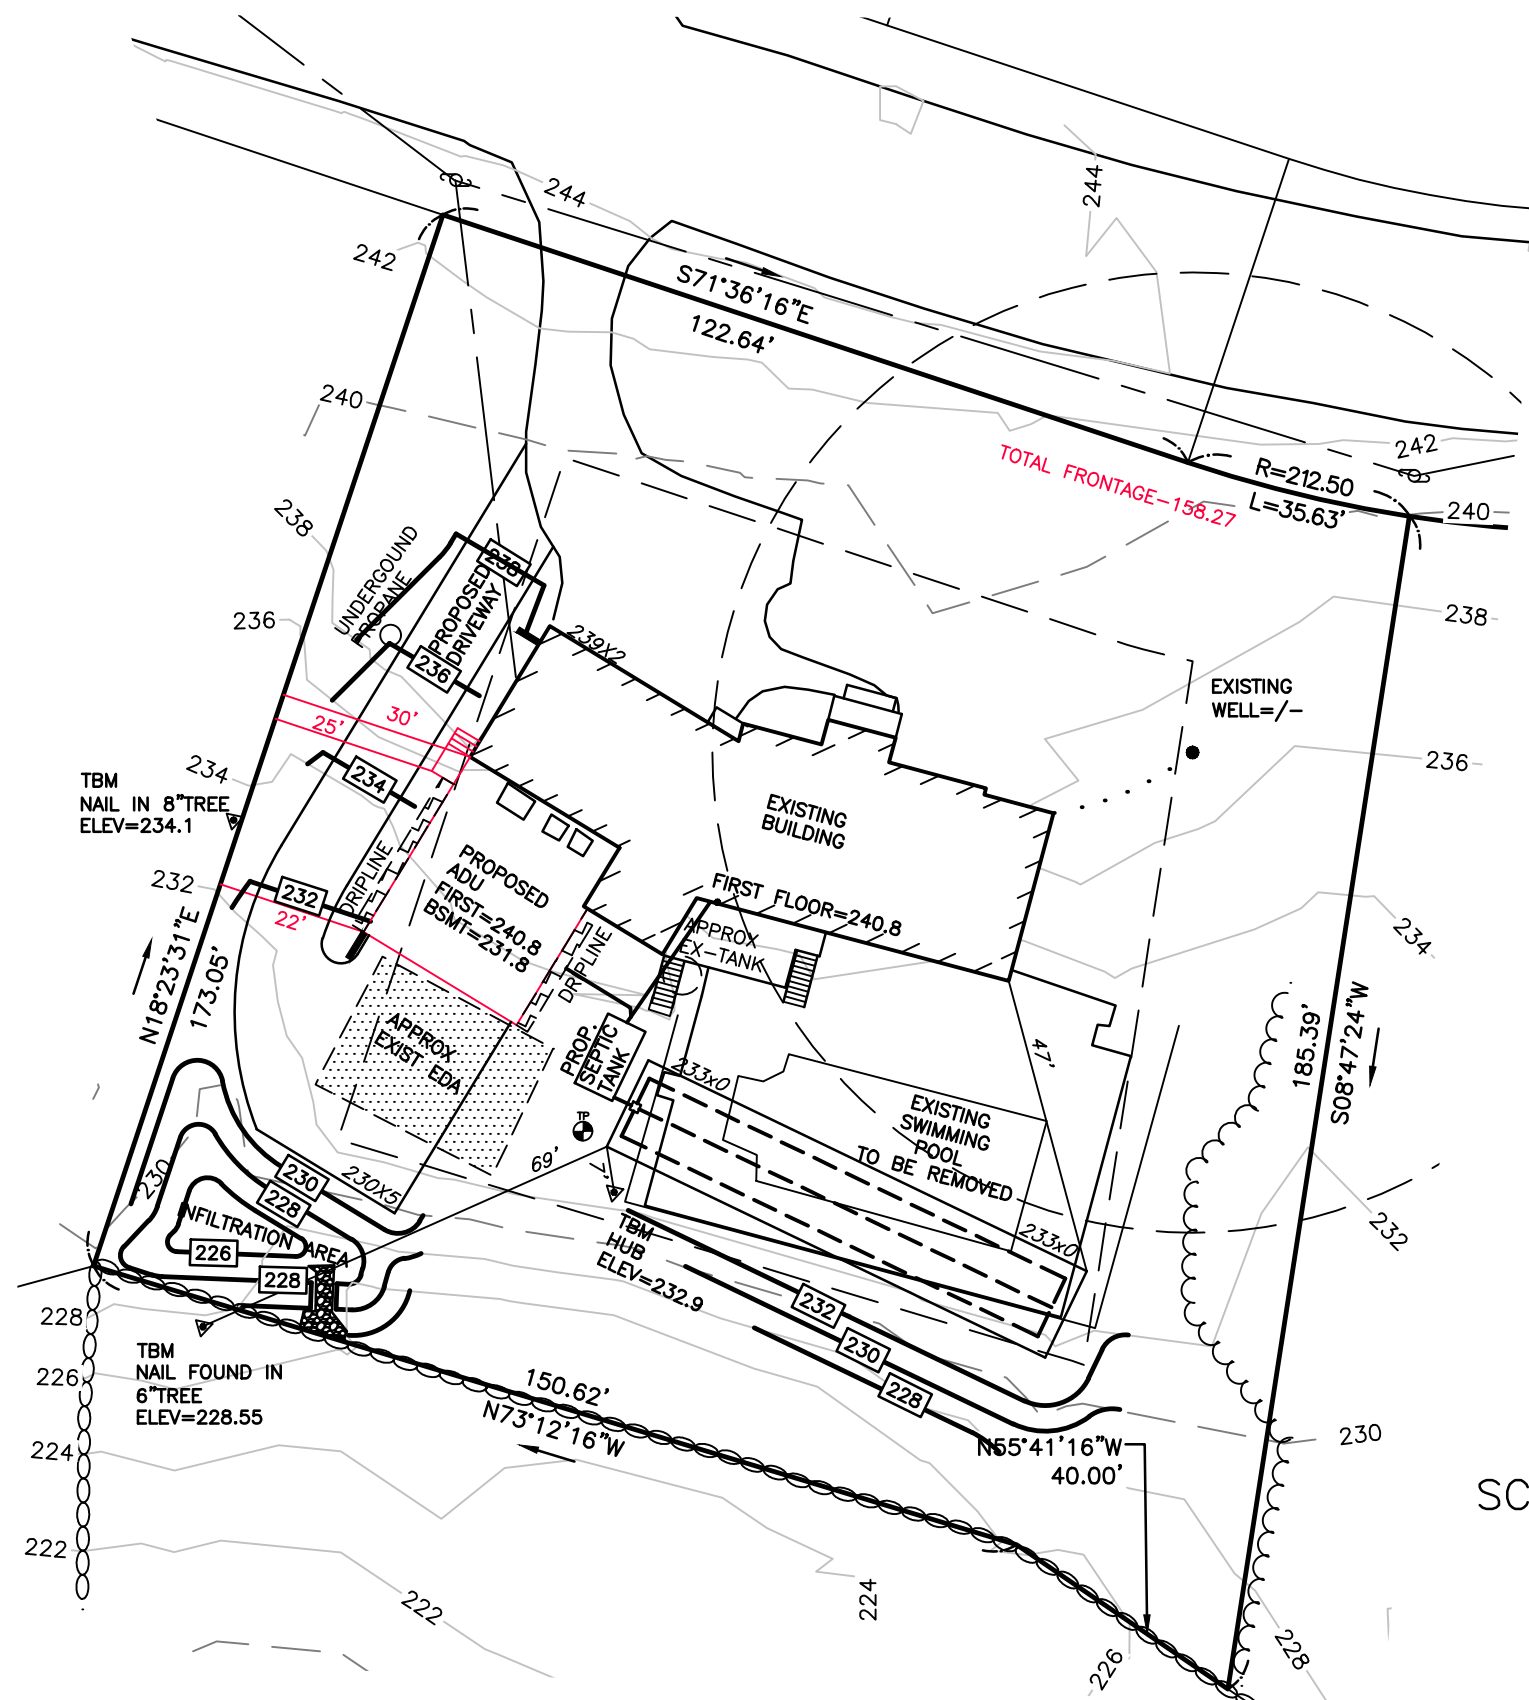 244
244
242
S71°36'16"E
122.64'
240
TOTAL FRONTAGE-158.27
R=212.50
L=35.63'
242
240
238
UNDERGOUND
PROPANE
238
PROPOSED
DRIVEWAY
236
236
239X2
238
EXISTING
WELL=/-
30'
25'
234
234
236
TBM
NAIL IN 8"TREE
ELEV=234.1
EXISTING
BUILDING
FIRST FLOOR=240.8
PROPOSED
ADU
FIRST=240.8
BSMT=231.8
DRIPLINE
DRIPLINE
232
232
22'
APPROX
EX-TANK
234
N18°23'31"E
173.05'
APPROX
EXIST EDA
PROP.
SEPTIC
TANK
47'
185.39'
S08°47'24"W
233x0
EXISTING
SWIMMING
POOL
TO BE REMOVED
TP
69'
7'
230
230
230X5
228
INFILTRATION AREA
226
228
TBM
HUB
ELEV=232.9
233x0
232
232
230
228
228
226
TBM
NAIL FOUND IN
6"TREE
ELEV=228.55
150.62'
N73°12'16"W
N55°41'16"W
40.00'
230
224
SC
222
222
224
226
228